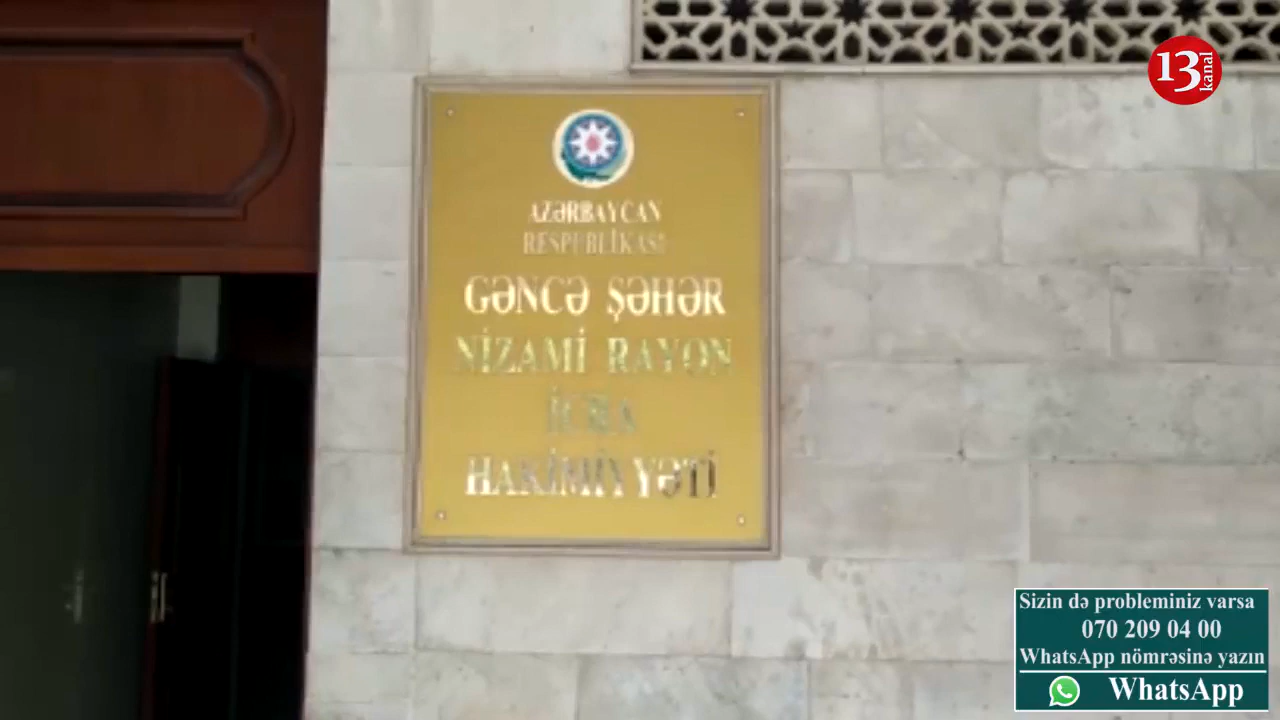 13
kanal
AZƏRBAYCAN
RESPUBLİKASI
GƏNCƏ ŞƏHƏR
NİZAMİ RAYON
İCRA
HAKİMİYYƏTİ
Sizin də probleminiz varsa
070 209 04 00
WhatsApp nömrəsinə yazın
WhatsApp